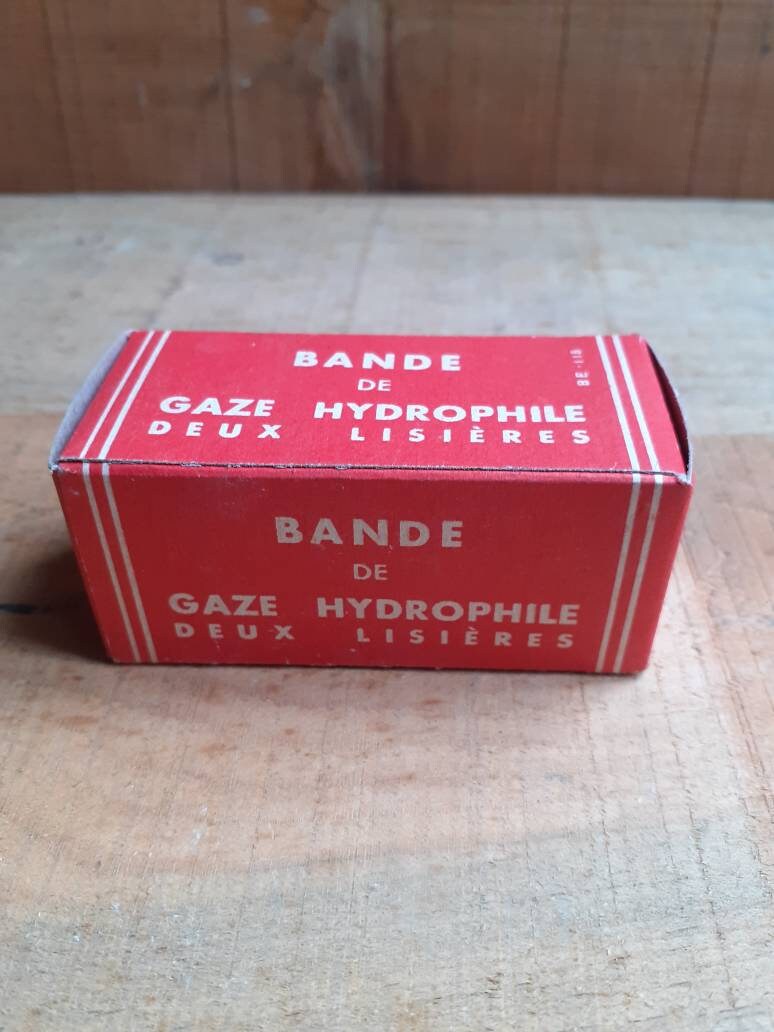 BANDE
DE
GAZE HYDROPHILE
DEUX LISIÈRES
BANDE
DE
GAZE HYDROPHILE
DEUX LISIÈRES